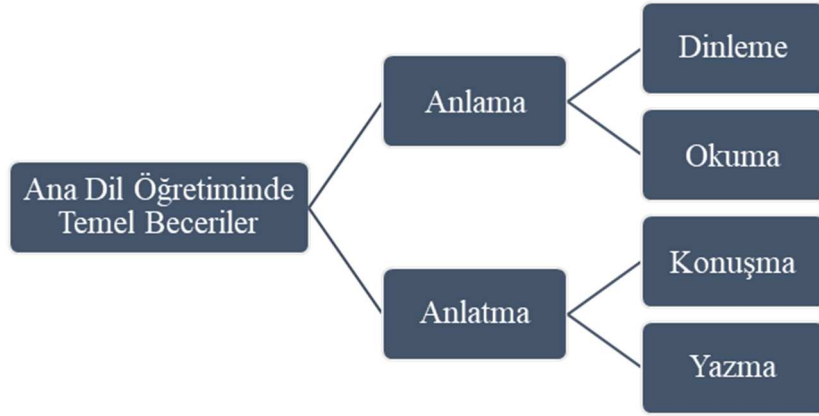 Ana Dil Öğretiminde
Temel Beceriler
Anlama
Dinleme
Okuma
Anlatma
Konuşma
Yazma